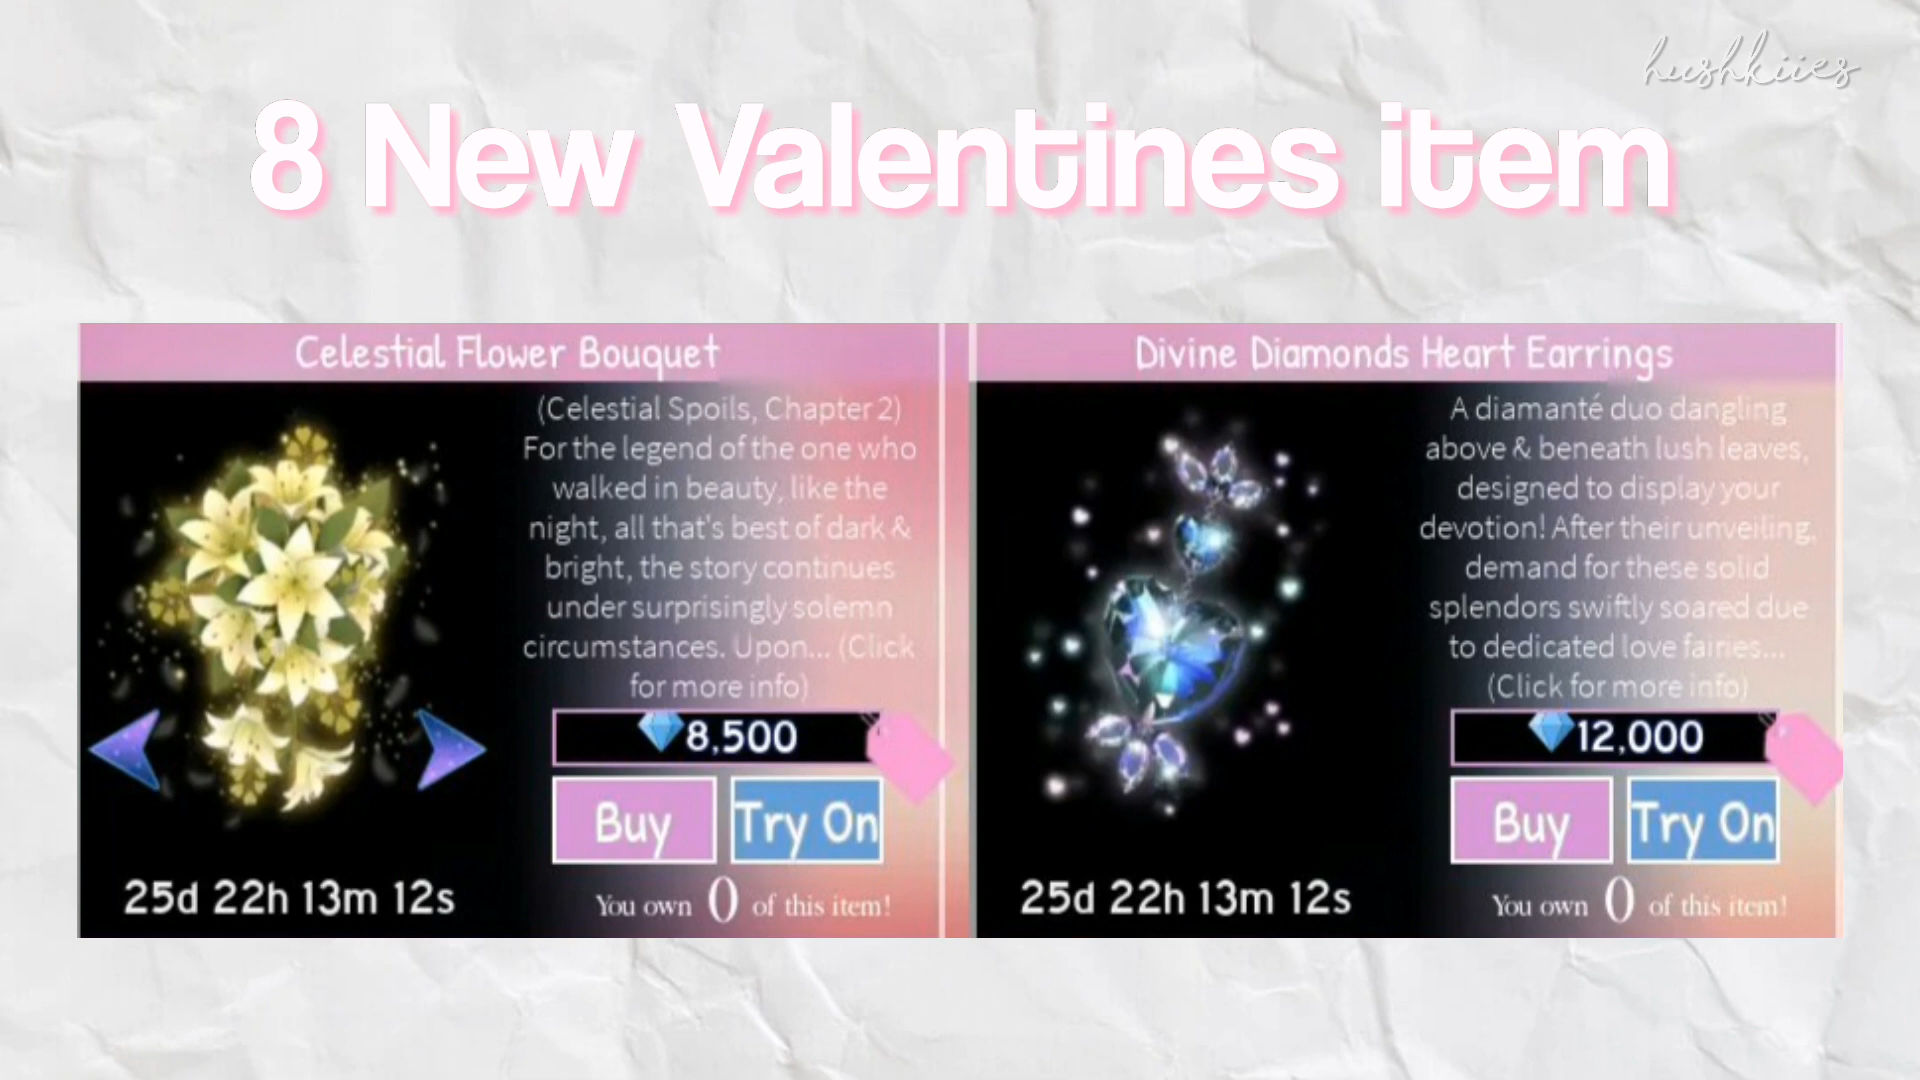 hushkiies
8 New Valentines item
Celestial Flower Bouquet
(Celestial Spoils, Chapter 2)
For the legend of the one who
walked in beauty, like the
night, all that's best of dark &
bright, the story continues
under surprisingly solemn
circumstances. Upon... (Click
for more info)
8,500
Buy
Try On
25d 22h 13m 12s
You own 0 of this item!
Divine Diamonds Heart Earrings
A diamanté duo dangling
above & beneath lush leaves,
designed to display your
devotion! After their unveiling,
demand for these solid
splendors swiftly soared due
to dedicated love fairies...
(Click for more info)
12,000
Buy
Try On
25d 22h 13m 12s
You own 0 of this item!